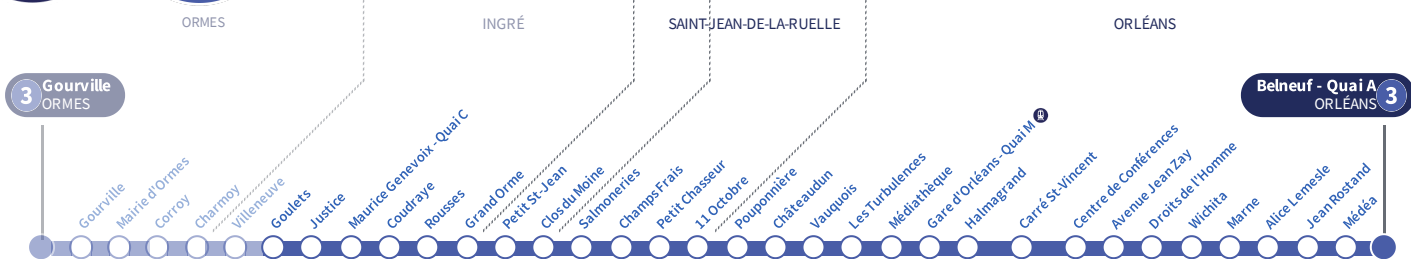 ORMES
INGRÉ
SAINT-JEAN-DE-LA-RUELLE
ORLÉANS
3
Gourville
ORMES
Belneuf - Quai A
ORLÉANS
3
Gourville
Mairie d'Ormes
Corroy
Charmoy
Villeneuve
Goulets
Justice
Maurice Genevoix - Quai C
Coudraye
Rousses
Grand Orme
Petit St-Jean
Clos du Moine
Salmoneries
Champs Frais
Petit Chasseur
11 Octobre
Pouponnière
Châteaudun
Vauquois
Les Turbulences
Médiathèque
Gare d'Orléans - Quai M
Halmagrand
Carré St-Vincent
Centre de Conférences
Avenue Jean Zay
Droits de l'Homme
Wichita
Marne
Alice Lemesle
Jean Rostand
Médéa